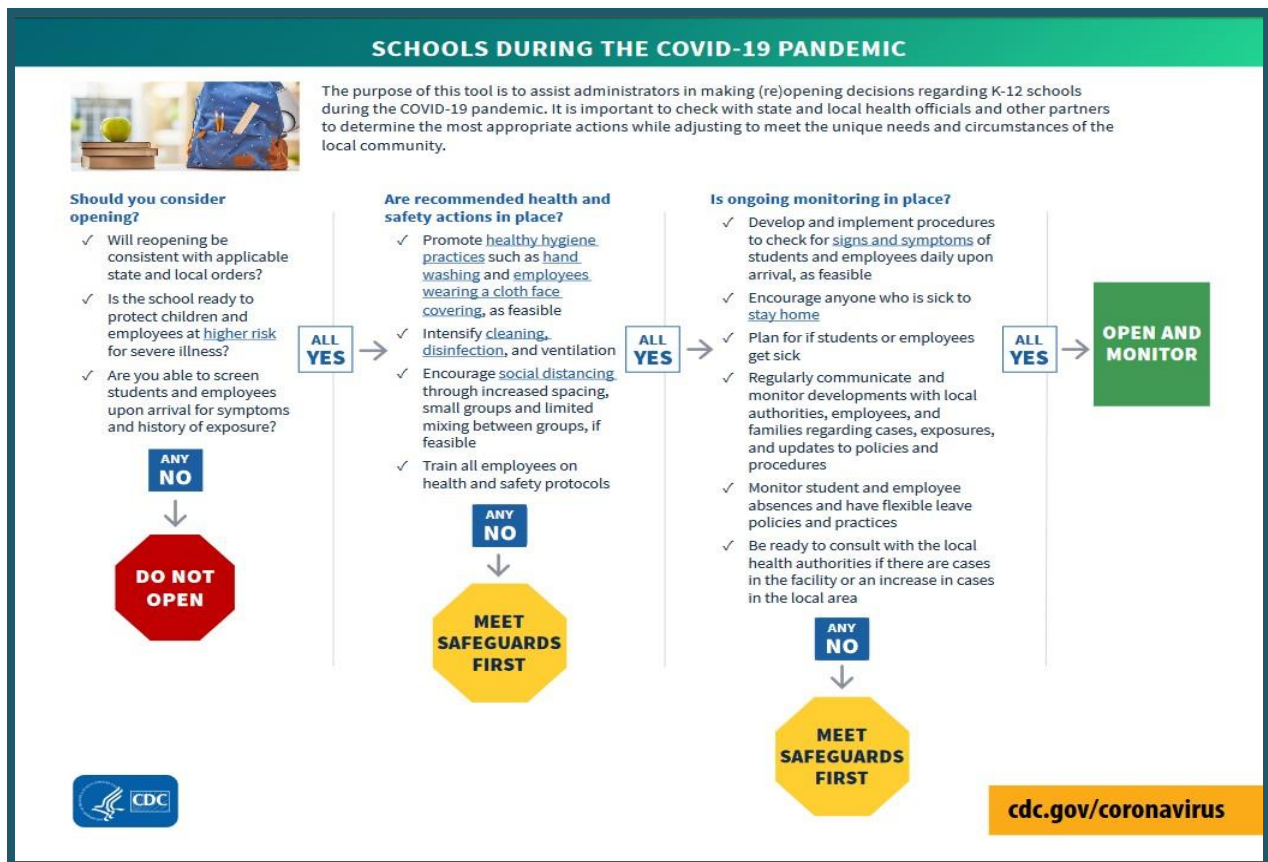 SCHOOLS DURING THE COVID-19 PANDEMIC
The purpose of this tool is to assist administrators in making (re)opening decisions regarding K-12 schools
during the COVID-19 pandemic. It is important to check with state and local health officials and other partners
to determine the most appropriate actions while adjusting to meet the unique needs and circumstances of the
local community.
Should you consider
opening?
✓ Will reopening be
consistent with applicable
state and local orders?
✓ Is the school ready to
protect children and
employees at higher risk
for severe illness?
✓ Are you able to screen
students and employees
upon arrival for symptoms
and history of exposure?
ANY
NO
DO NOT
OPEN
ALL
YES
Are recommended health and
safety actions in place?
✓ Promote healthy hygiene
practices such as hand
washing and employees
wearing a cloth face
covering, as feasible
✓ Intensify cleaning,
disinfection, and ventilation
✓ Encourage social distancing
through increased spacing,
small groups and limited
mixing between groups, if
feasible
✓ Train all employees on
health and safety protocols
ANY
NO
MEET
SAFEGUARDS
FIRST
ALL
YES
Is ongoing monitoring in place?
✓ Develop and implement procedures
to check for signs and symptoms of
students and employees daily upon
arrival, as feasible
✓ Encourage anyone who is sick to
stay home
✓ Plan for if students or employees
get sick
✓ Regularly communicate and
monitor developments with local
authorities, employees, and
families regarding cases, exposures,
and updates to policies and
procedures
✓ Monitor student and employee
absences and have flexible leave
policies and practices
✓ Be ready to consult with the local
health authorities if there are cases
in the facility or an increase in cases
in the local area
ANY
NO
MEET
SAFEGUARDS
FIRST
ALL
YES
OPEN AND
MONITOR
CDC
cdc.gov/coronavirus